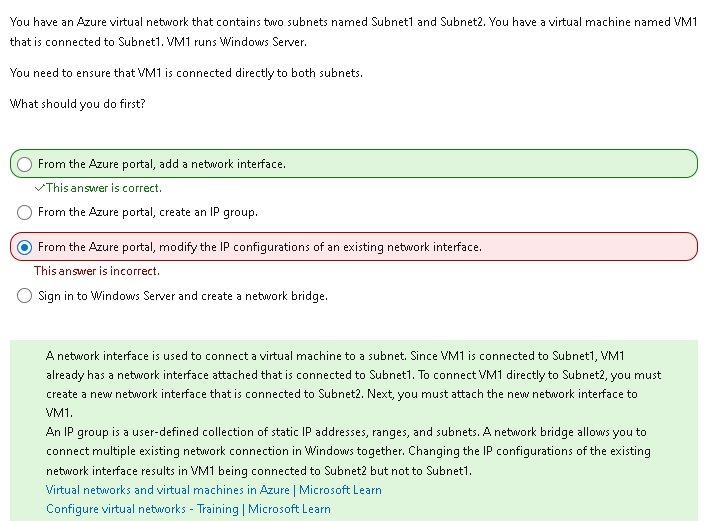 You have an Azure virtual network that contains two subnets named Subnet1 and Subnet2. You have a virtual machine named VM1
that is connected to Subnet1. VM1 runs Windows Server.
You need to ensure that VM1 is connected directly to both subnets.
What should you do first?
From the Azure portal, add a network interface.
✓This answer is correct.
From the Azure portal, create an IP group.
From the Azure portal, modify the IP configurations of an existing network interface.
This answer is incorrect.
Sign in to Windows Server and create a network bridge.
A network interface is used to connect a virtual machine to a subnet. Since VM1 is connected to Subnet1, VM1
already has a network interface attached that is connected to Subnet1. To connect VM1 directly to Subnet2, you must
create a new network interface that is connected to Subnet2. Next, you must attach the new network interface to
VM1.
An IP group is a user-defined collection of static IP addresses, ranges, and subnets. A network bridge allows you to
connect multiple existing network connection in Windows together. Changing the IP configurations of the existing
network interface results in VM1 being connected to Subnet2 but not to Subnet1.
Virtual networks and virtual machines in Azure | Microsoft Learn
Configure virtual networks - Training | Microsoft Learn